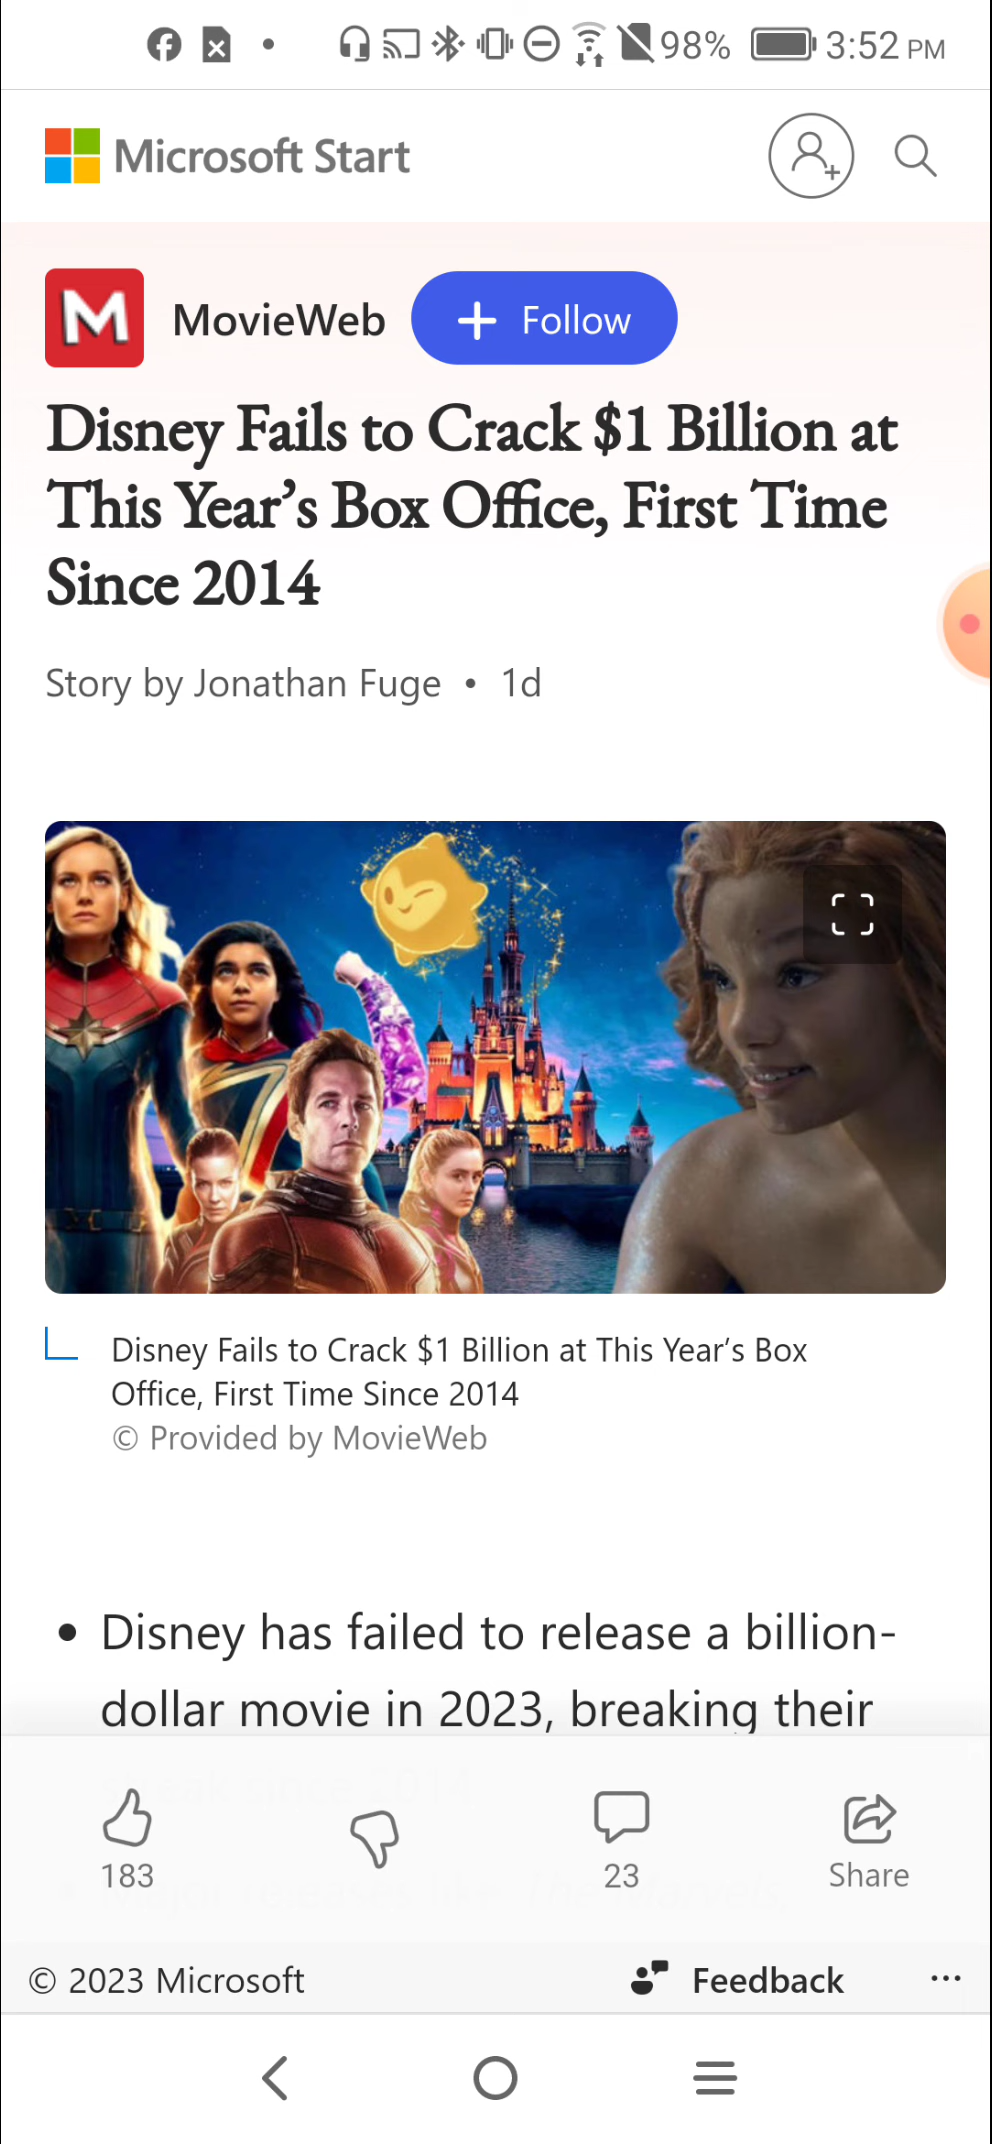 98% 3:52 PM
Microsoft Start
M MovieWeb + Follow
Disney Fails to Crack $1 Billion at
This Year’s Box Office, First Time
Since 2014
Story by Jonathan Fuge • 1d
Disney Fails to Crack $1 Billion at This Year’s Box
Office, First Time Since 2014
© Provided by MovieWeb
• Disney has failed to release a billion-
dollar movie in 2023, breaking their
183 23 Share
© 2023 Microsoft Feedback ...